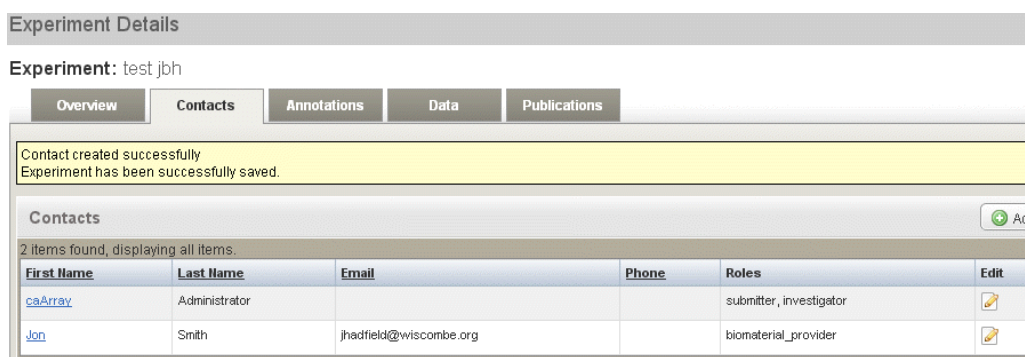 Experiment Details
Experiment: test jbh
Overview Contacts Annotations Data Publications
Contact created successfully
Experiment has been successfully saved.
Contacts
2 items found, displaying all items.
First Name Last Name Email Phone Roles Edit
caArray Administrator submitter, investigator
Jon Smith jhadfield@wiscombe.org biomaterial_provider